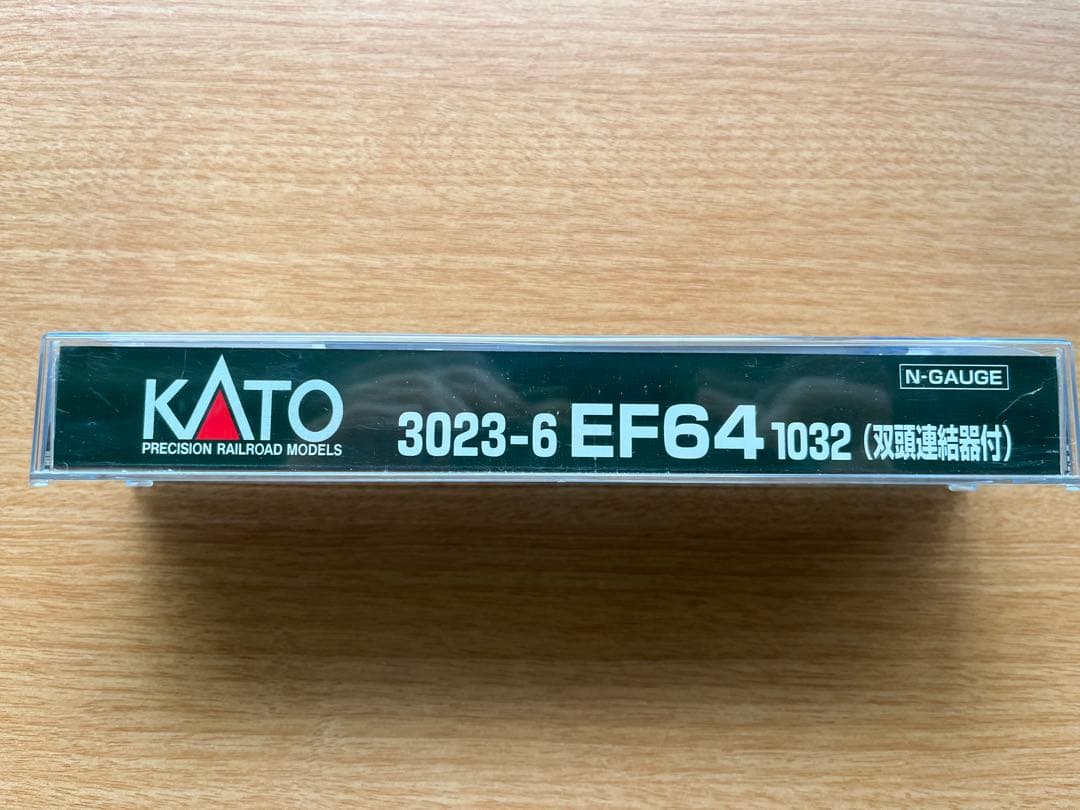 KATO
PRECISION RAILROAD MODELS
3023-6 EF64 1032 (双頭連結器付)
N-GAUGE